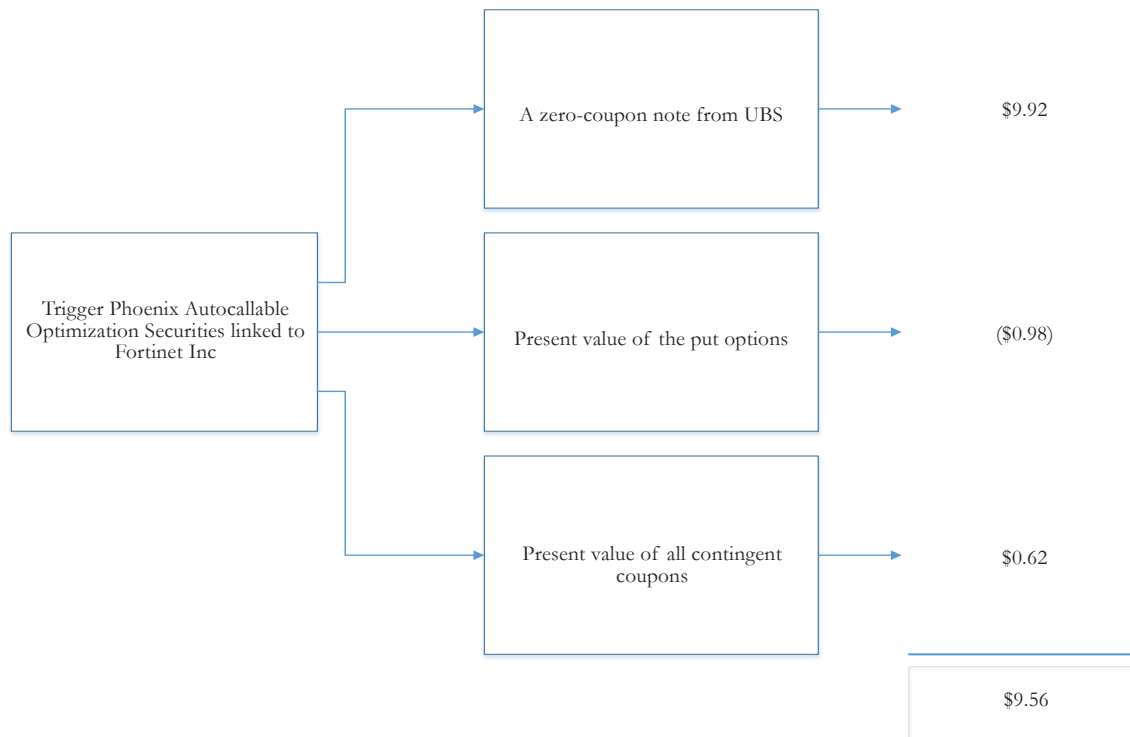 A zero-coupon note from UBS
$9.92
Trigger Phoenix Autocallable
Optimization Securities linked to
Fortinet Inc
Present value of the put options
($0.98)
Present value of all contingent
coupons
$0.62
$9.56